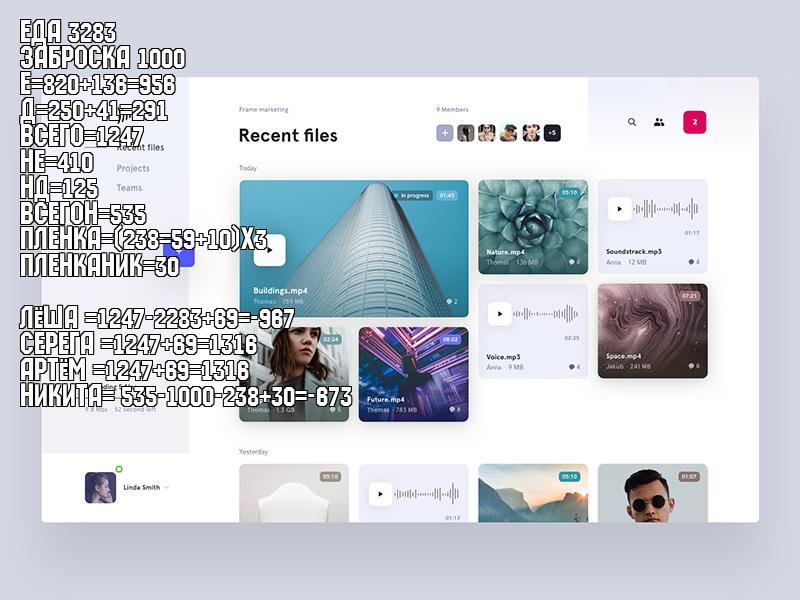 ЕДА 3283
ЗАБРОСКА 1000
Е=820+138=958
Д=250+41=291
ВСЕГО=1247
НЕ=410
НД=125
ВСЕГОН=535
ПЛЕНКА=(238=59+10)X3
ПЛЕНКАНИК=30
ЛЁША =1247-2283+69=-967
СЕРЕГА =1247+69=1316
АРТЁМ =1247+69=1316
НИКИТА= 535-1000-238+30=-673
Recent files
Projects
Teams
9.8 Mbs · 52 second left
Linda Smith
Frame marketing
9 Members
Recent files
+5
2
Today
in progress 01:45
Buildings.mp4
Thomas · 759 MB 2
05:10
Nature.mp4
Thomas · 136 MB 8
01:17
Soundstrack.mp3
Anna · 12 MB 4
02:24
Thomas · 1.3 GB 5
08:02
Future.mp4
Thomas · 783 MB 8
02:35
Voice.mp3
Anna · 9 MB 4
07:21
Space.mp4
Jakub · 241 MB 8
Yesterday
05:10
01:17
05:10
01:07